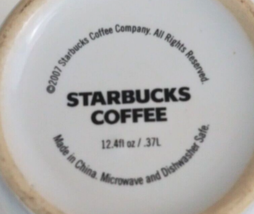 ©2007 Starbucks Coffee Company. All Rights Reserved.
STARBUCKS
COFFEE
12.4fl oz / .37L
Made in China. Microwave and Dishwasher Safe.